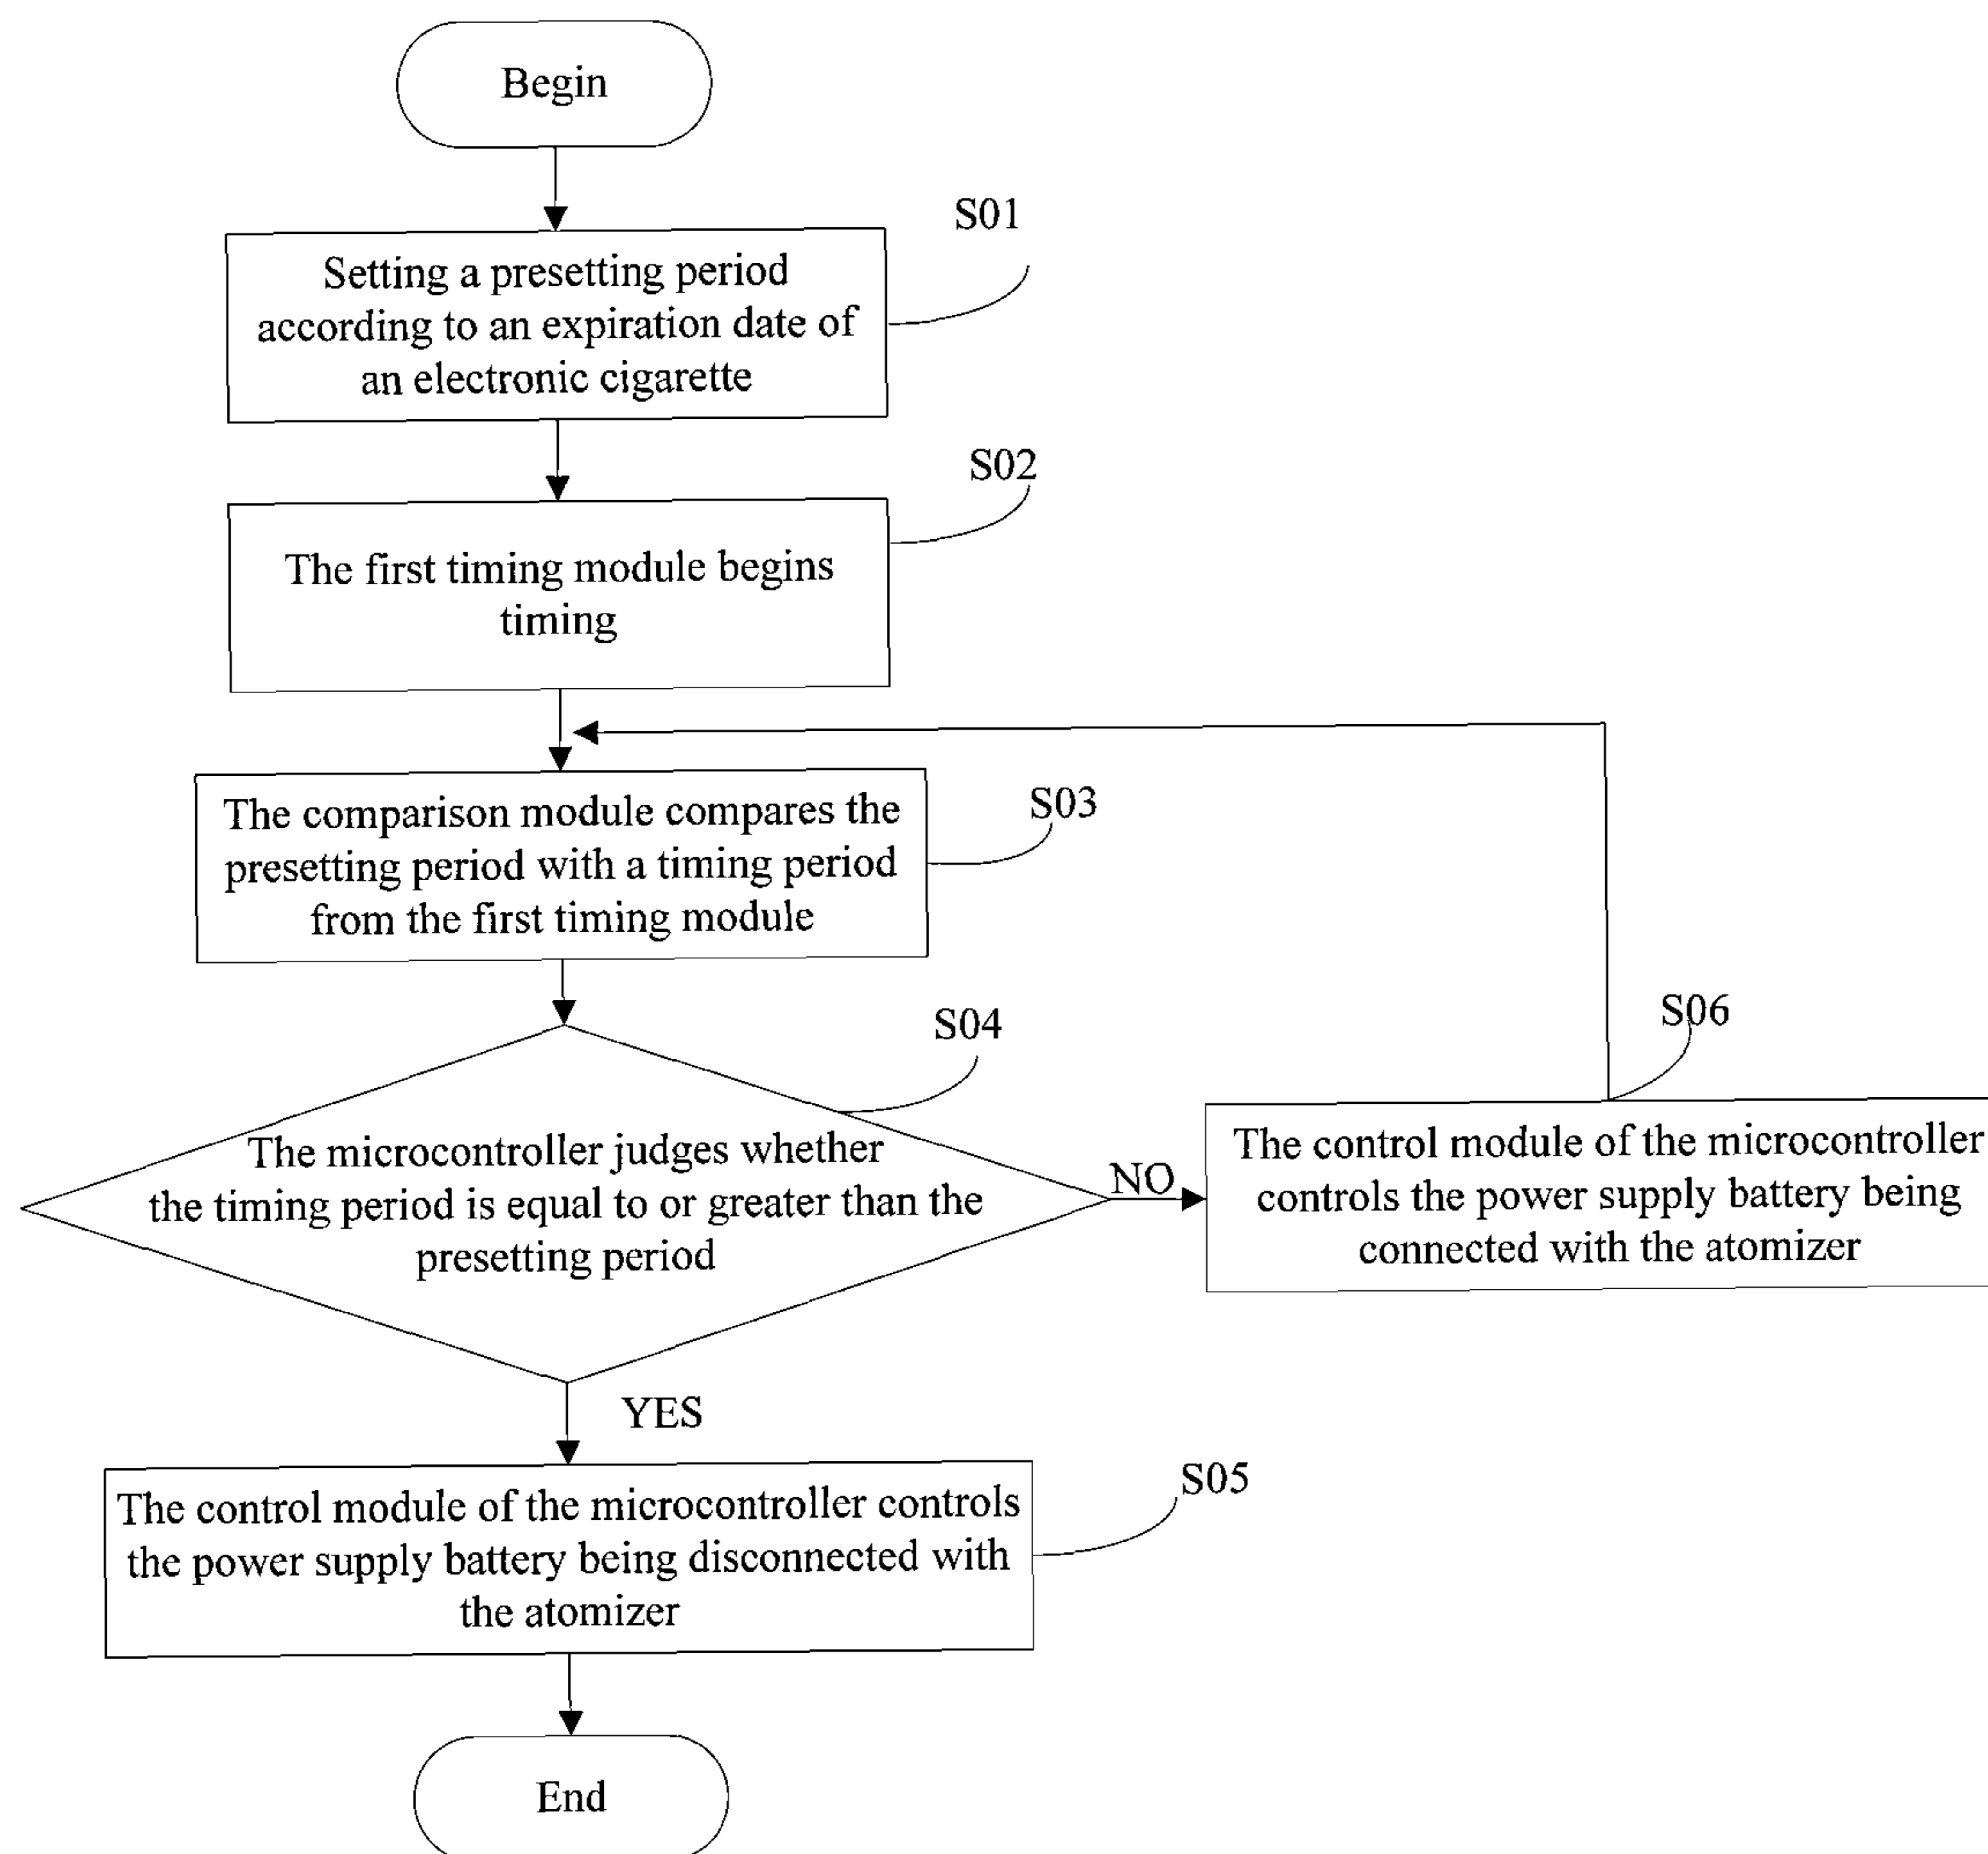 Begin
S01
Setting a presetting period
according to an expiration date of
an electronic cigarette
S02
The first timing module begins
timing
The comparison module compares the
presetting period with a timing period
from the first timing module
S03
S04
The microcontroller judges whether
the timing period is equal to or greater than the
presetting period
NO
S06
The control module of the microcontroller
controls the power supply battery being
connected with the atomizer
YES
S05
The control module of the microcontroller controls
the power supply battery being disconnected with
the atomizer
End